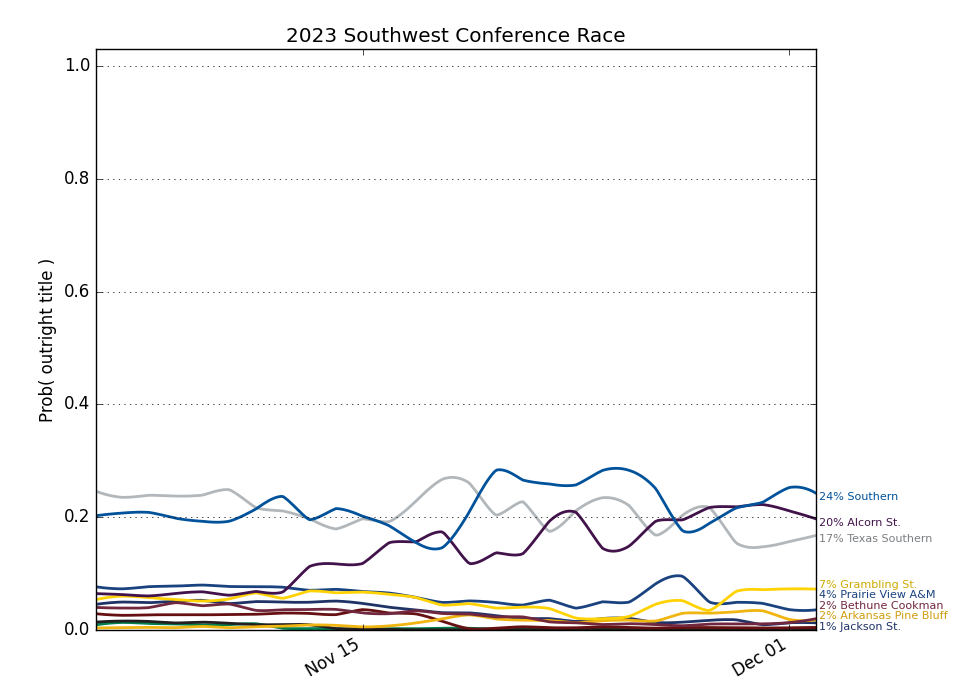 2023 Southwest Conference Race
1.0
0.8
0.6
0.4
0.2
0.0
Prob( outright title )
Nov 15
Dec 01
24% Southern
20% Alcorn St.
17% Texas Southern
7% Grambling St.
4% Prairie View A&M
2% Bethune Cookman
2% Arkansas Pine Bluff
1% Jackson St.